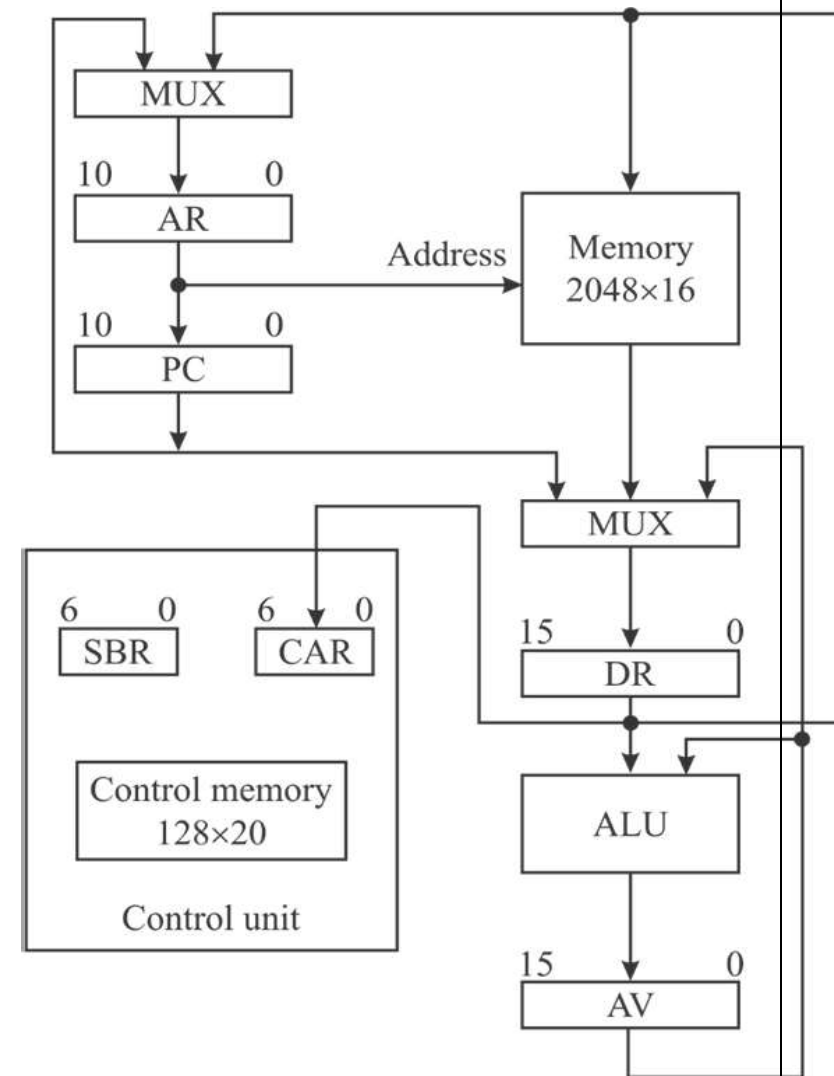 MUX
10 0
AR
Address
Memory
2048×16
10 0
PC
MUX
6 0
SBR
6 0
CAR
15 0
DR
Control memory
128×20
ALU
Control unit
15 0
AV